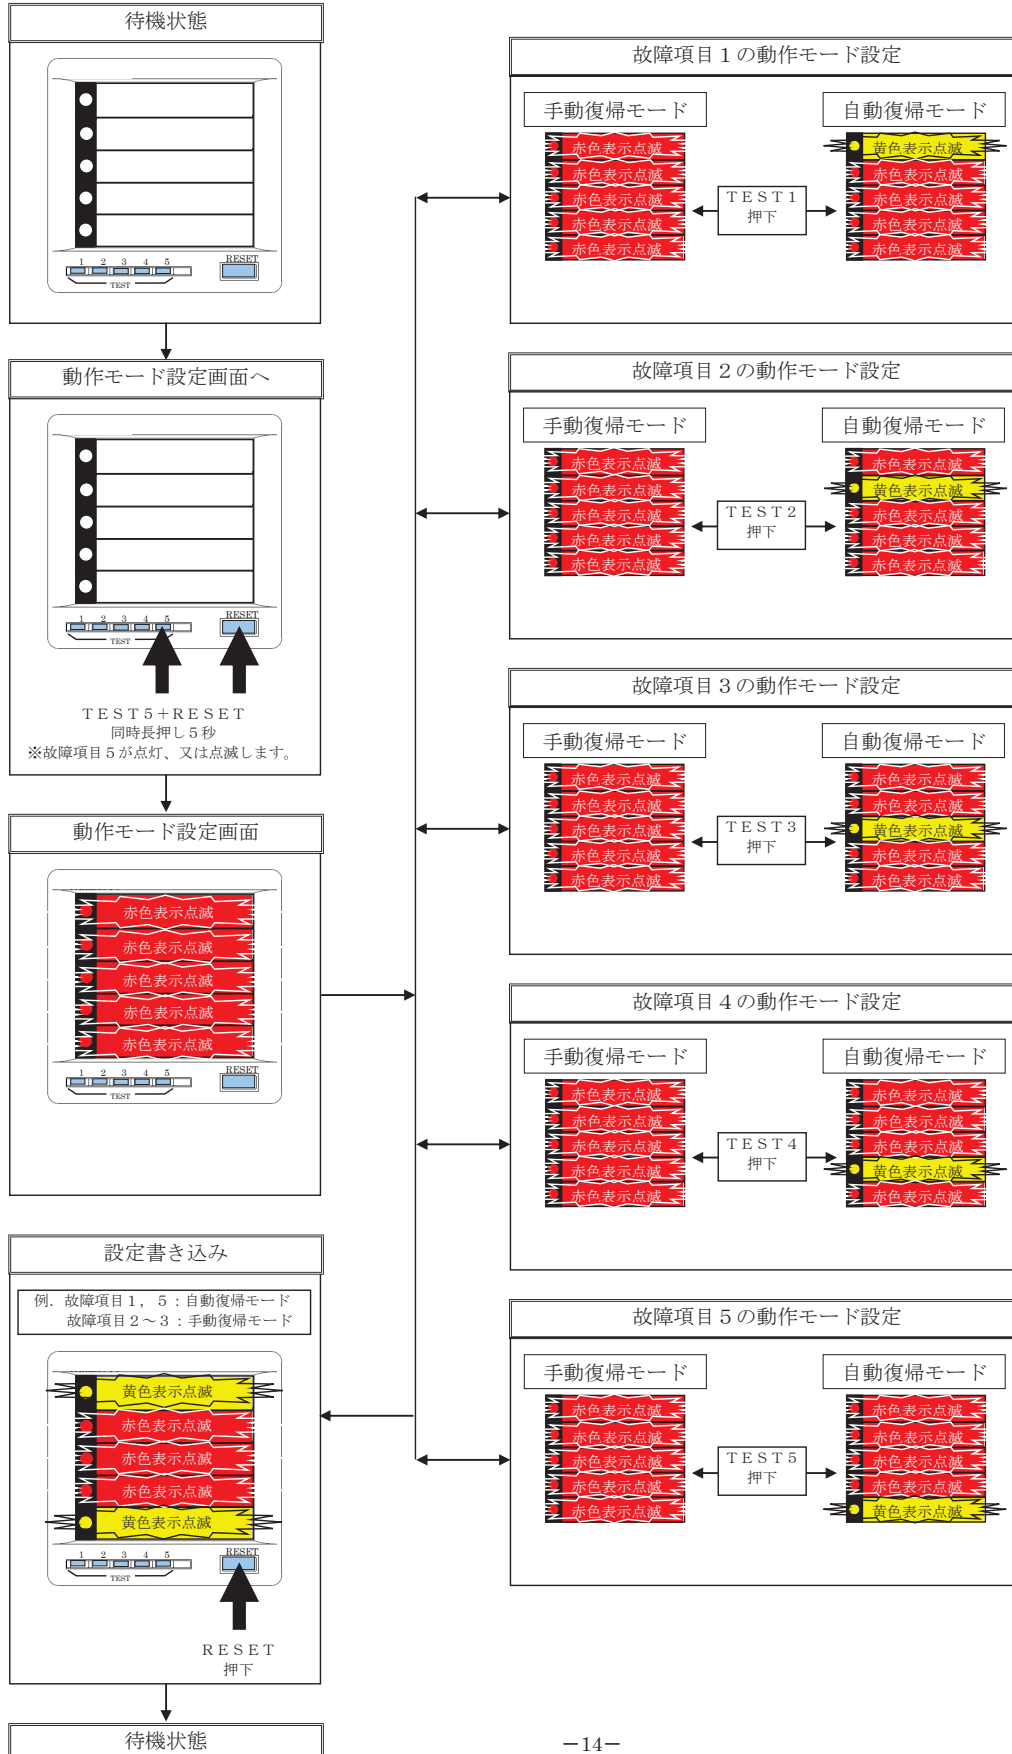 待機状態
1 2 3 4 5
TEST
RESET
動作モード設定画面へ
1 2 3 4 5
TEST
RESET
TEST5+RESET
同時長押し5秒
※故障項目5が点灯、又は点滅します。
動作モード設定画面
赤色表示点滅
赤色表示点滅
赤色表示点滅
赤色表示点滅
赤色表示点滅
1 2 3 4 5
TEST
RESET
設定書き込み
例．故障項目1，5：自動復帰モード
故障項目2～3：手動復帰モード
黄色表示点滅
赤色表示点滅
赤色表示点滅
赤色表示点滅
黄色表示点滅
1 2 3 4 5
TEST
RESET
RESET
押下
待機状態
故障項目1の動作モード設定
手動復帰モード
赤色表示点滅
赤色表示点滅
赤色表示点滅
赤色表示点滅
赤色表示点滅
TEST1
押下
自動復帰モード
黄色表示点滅
赤色表示点滅
赤色表示点滅
赤色表示点滅
赤色表示点滅
故障項目2の動作モード設定
手動復帰モード
赤色表示点滅
赤色表示点滅
赤色表示点滅
赤色表示点滅
赤色表示点滅
TEST2
押下
自動復帰モード
赤色表示点滅
黄色表示点滅
赤色表示点滅
赤色表示点滅
赤色表示点滅
故障項目3の動作モード設定
手動復帰モード
赤色表示点滅
赤色表示点滅
赤色表示点滅
赤色表示点滅
赤色表示点滅
TEST3
押下
自動復帰モード
赤色表示点滅
赤色表示点滅
黄色表示点滅
赤色表示点滅
赤色表示点滅
故障項目4の動作モード設定
手動復帰モード
赤色表示点滅
赤色表示点滅
赤色表示点滅
赤色表示点滅
赤色表示点滅
TEST4
押下
自動復帰モード
赤色表示点滅
赤色表示点滅
赤色表示点滅
黄色表示点滅
赤色表示点滅
故障項目5の動作モード設定
手動復帰モード
赤色表示点滅
赤色表示点滅
赤色表示点滅
赤色表示点滅
赤色表示点滅
TEST5
押下
自動復帰モード
赤色表示点滅
赤色表示点滅
赤色表示点滅
赤色表示点滅
黄色表示点滅
－14－